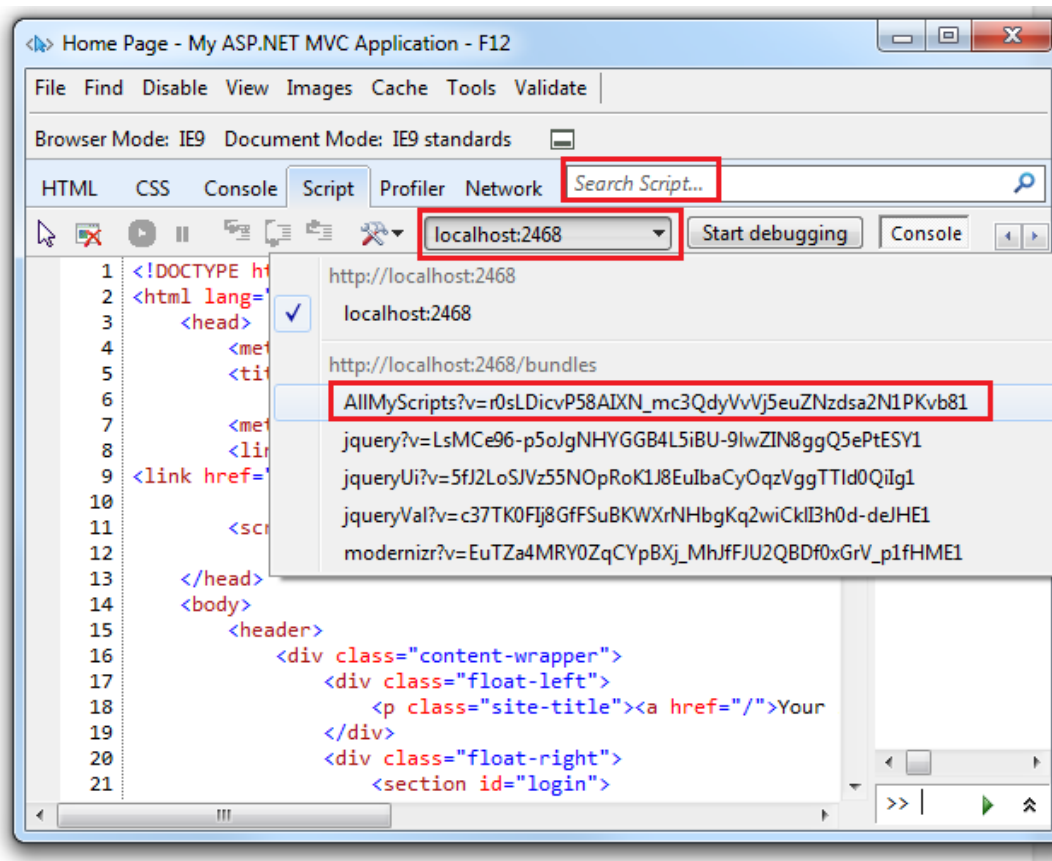 Home Page - My ASP.NET MVC Application - F12
File Find Disable View Images Cache Tools Validate
Browser Mode: IE9 Document Mode: IE9 standards
HTML CSS Console Script Profiler Network Search Script...
localhost:2468 Start debugging Console
http://localhost:2468
localhost:2468
http://localhost:2468/bundles
AllMyScripts?v=r0sLDicvP58AIXN_mc3QdyVvVj5euZNzdsa2N1PKvb81
jquery?v=LsMCe96-p5oJgNHYGGB4L5iBU-9IwZIN8ggQ5ePtESY1
jqueryUi?v=5fJ2LoSJVz55NOpRoK1J8EuIbaCyOqzVggTTId0QiIg1
jqueryVal?v=c37TK0FIj8GfFSuBKWXrNHbgKq2wiCklI3h0d-deJHE1
modernizr?v=EuTZa4MRY0ZqCYpBXj_MhJfFJU2QBDf0xGrV_p1fHME1
1 <!DOCTYPE ht
2 <html lang="
3 <head>
4 <met
5 <tit
6
7 <met
8 <lin
9 <link href="
10
11 <scr
12
13 </head>
14 <body>
15 <header>
16 <div class="content-wrapper">
17 <div class="float-left">
18 <p class="site-title"><a href="/">Your
19 </div>
20 <div class="float-right">
21 <section id="login">
>>